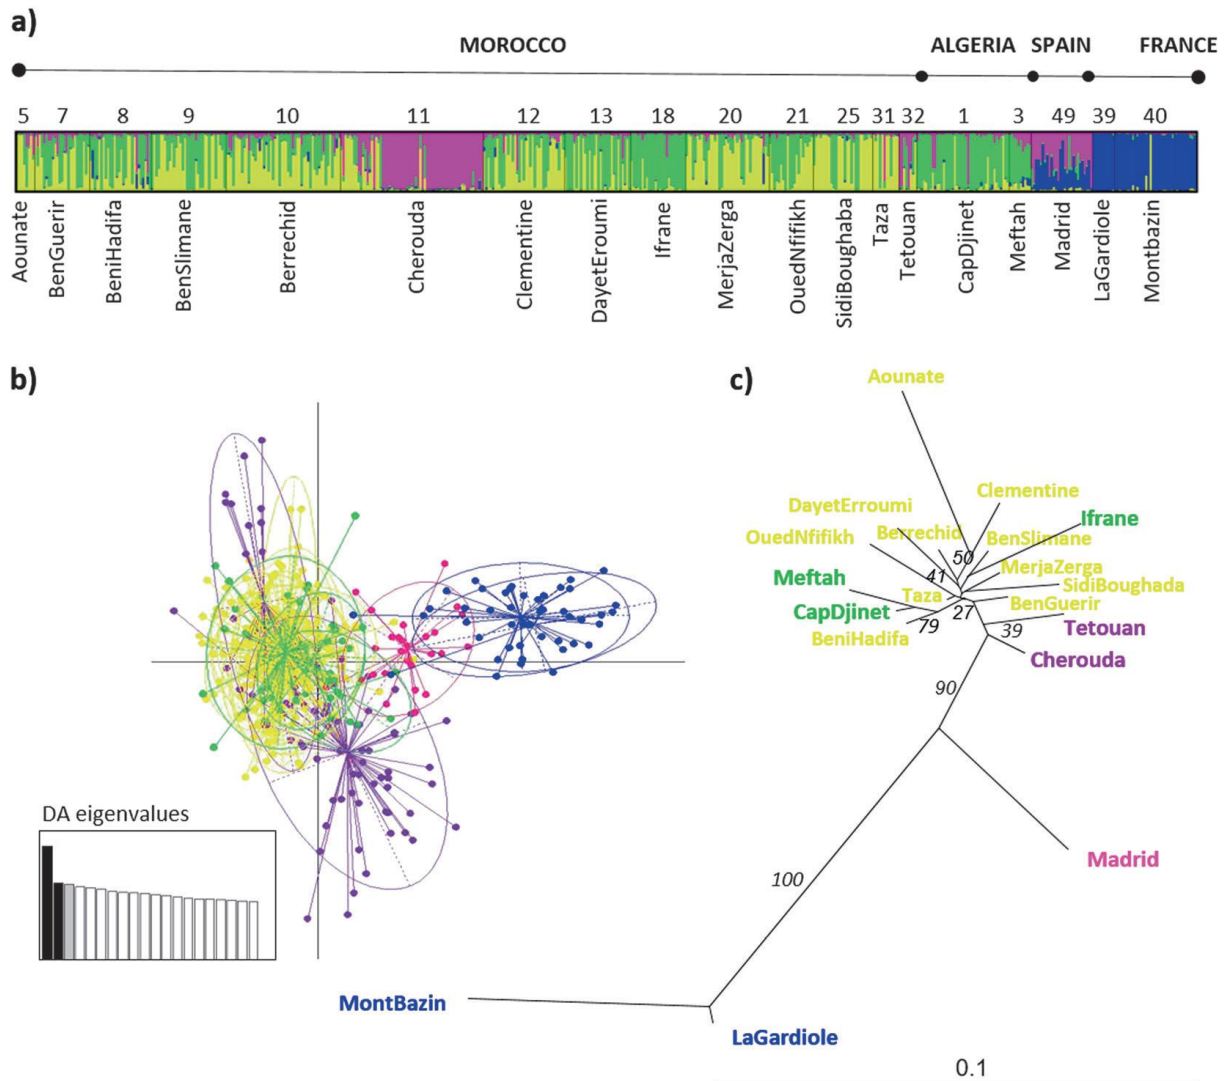 a)
MOROCCO ALGERIA SPAIN FRANCE
5 7 8 9 10 11 12 13 18 20 21 25 31 32 1 3 49 39 40
Aounate
BenGuerir
BeniHadifa
BenSlimane
Berrechid
Cherouda
Clementine
DayetEroumi
Ifrane
MerjaZerga
OuedNfifikh
SidiBoughaba
Taza
Tetouan
CapDjinet
Meftah
Madrid
LaGardiole
Montbazin
b)
DA eigenvalues
c)
Aounate
Clementine
DayetErroumi
Ifrane
OuedNfifikh
Berrechid
BenSlimane
50
MerjaZerga
Meftah
41
SidiBoughada
Taza
BenGuerir
CapDjinet
27
Tetouan
79
39
BeniHadifa
Cherouda
90
Madrid
100
MontBazin
LaGardiole
0.1